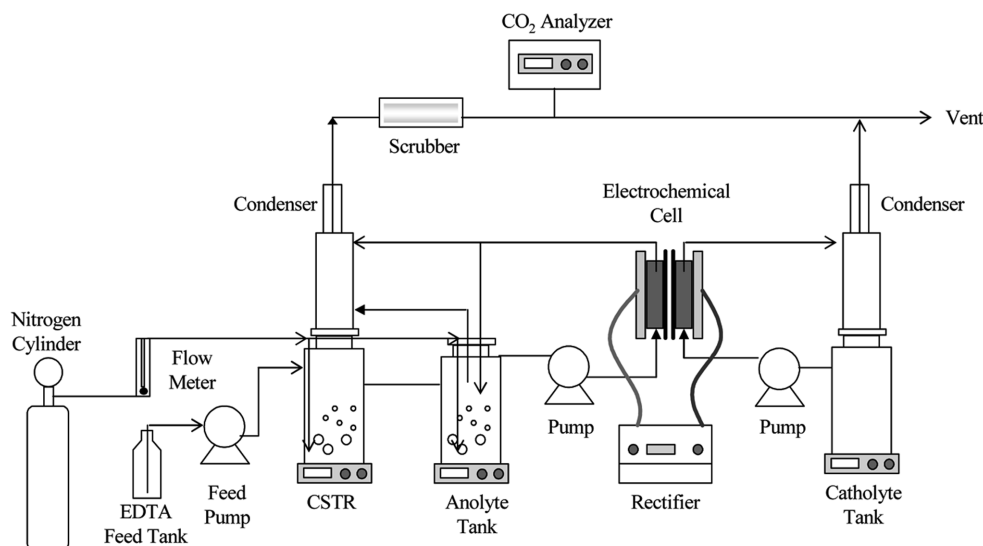 CO₂ Analyzer
Vent
Scrubber
Electrochemical
Cell
Condenser
Condenser
Nitrogen
Cylinder
Flow
Meter
Pump
Pump
EDTA
Feed Tank
Feed
Pump
CSTR
Anolyte
Tank
Rectifier
Catholyte
Tank